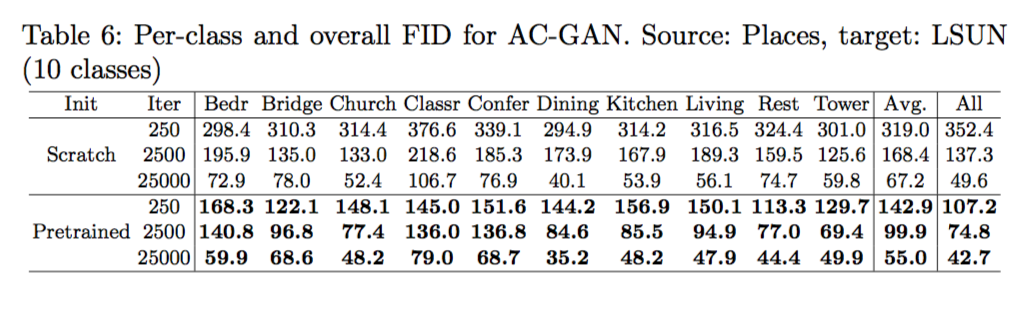 Table 6: Per-class and overall FID for AC-GAN. Source: Places, target: LSUN
(10 classes)
Init Iter Bedr Bridge Church Classr Confer Dining Kitchen Living Rest Tower Avg. All
250 298.4 310.3 314.4 376.6 339.1 294.9 314.2 316.5 324.4 301.0 319.0 352.4
Scratch 2500 195.9 135.0 133.0 218.6 185.3 173.9 167.9 189.3 159.5 125.6 168.4 137.3
25000 72.9 78.0 52.4 106.7 76.9 40.1 53.9 56.1 74.7 59.8 67.2 49.6
250 168.3 122.1 148.1 145.0 151.6 144.2 156.9 150.1 113.3 129.7 142.9 107.2
Pretrained 2500 140.8 96.8 77.4 136.0 136.8 84.6 85.5 94.9 77.0 69.4 99.9 74.8
25000 59.9 68.6 48.2 79.0 68.7 35.2 48.2 47.9 44.4 49.9 55.0 42.7